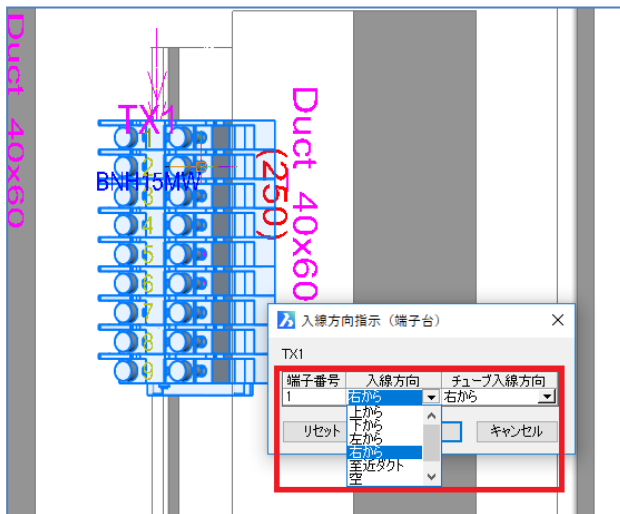 Duct 40x60
TX1
1
2
BNH15MW
3
4
5
6
7
8
9
Duct 40x60
(250)
入線方向指示（端子台）
TX1
端子番号 入線方向 チューブ入線方向
1 右から 右から
上から
下から
左から
右から
至近ダクト
空
リセット キャンセル